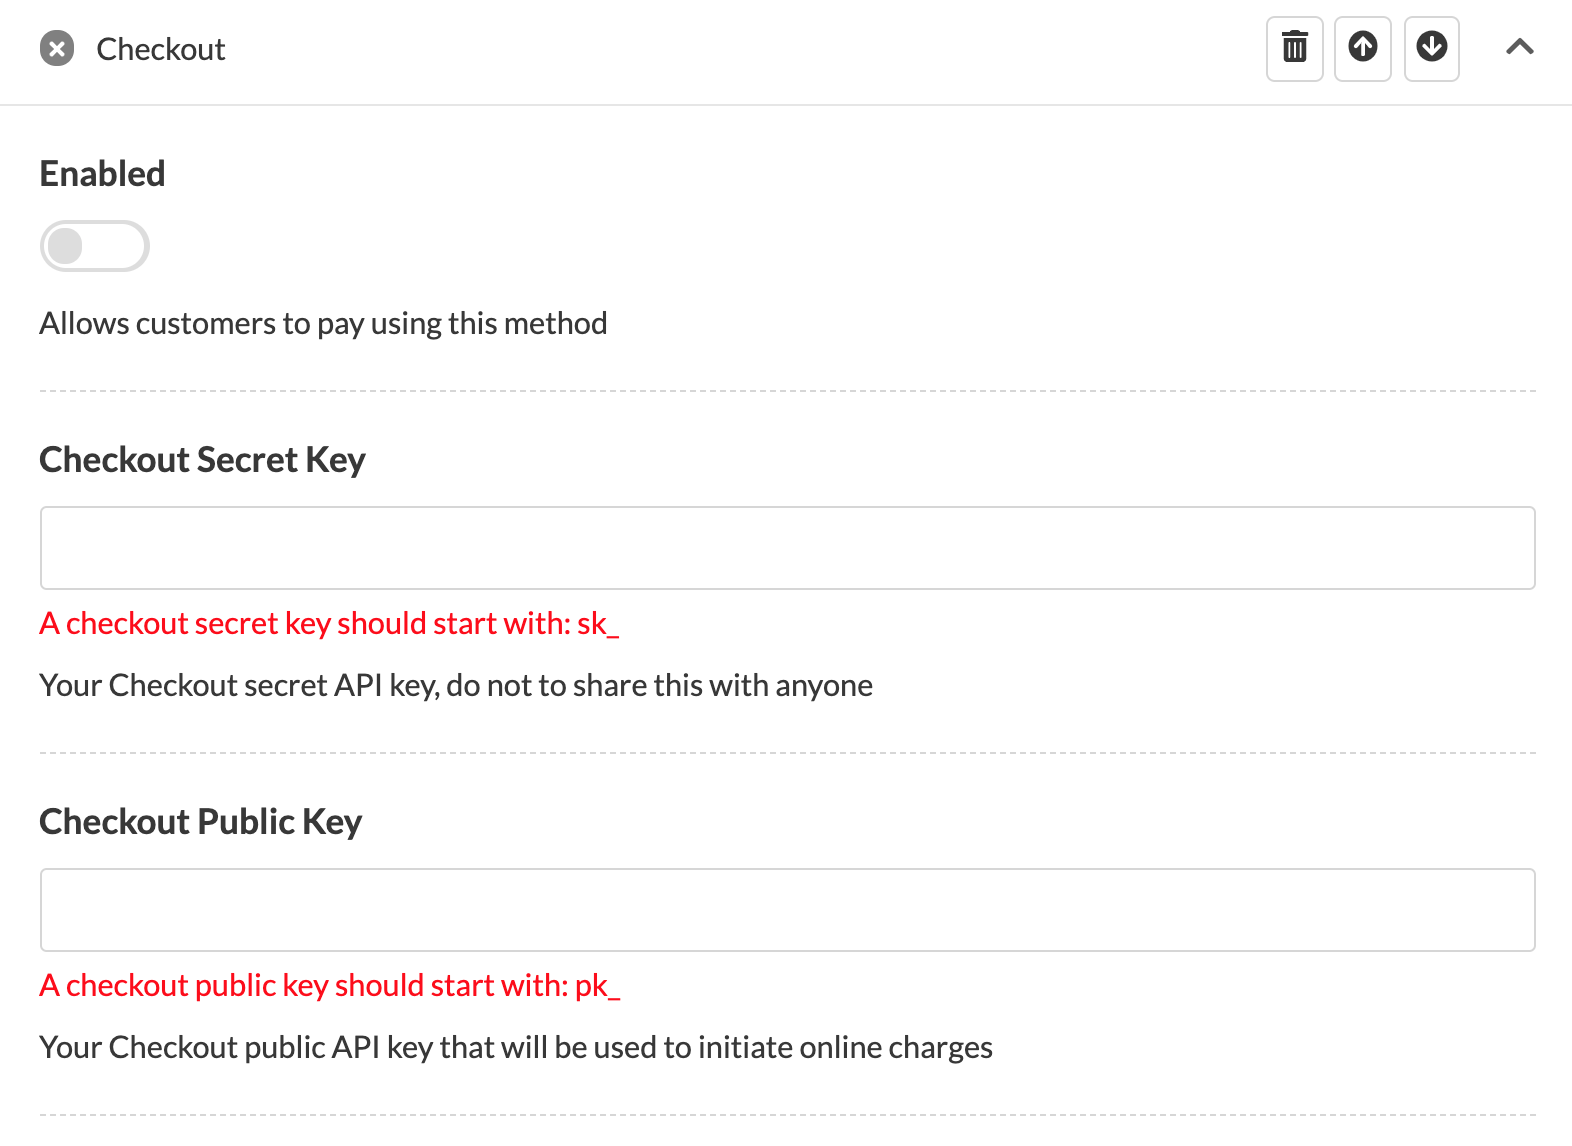 Checkout
Enabled
Allows customers to pay using this method
Checkout Secret Key
A checkout secret key should start with: sk_
Your Checkout secret API key, do not to share this with anyone
Checkout Public Key
A checkout public key should start with: pk_
Your Checkout public API key that will be used to initiate online charges